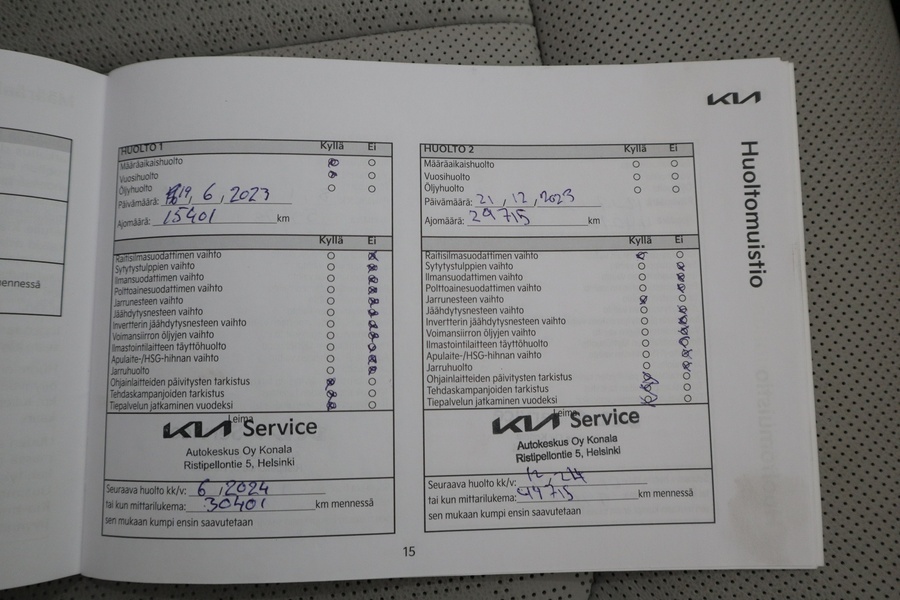 mennessä
KIA
Huoltomuistio
HUOLTO 1 Kyllä Ei
Määräaikaishuolto
Vuosihuolto
Öljyhuolto
Päivämäärä: 19, 6, 2023
Ajomäärä: 15401 km
Kyllä Ei
Raitisilmasuodattimen vaihto
Sytytystulppien vaihto
Ilmansuodattimen vaihto
Polttoainesuodattimen vaihto
Jarrunesteen vaihto
Jäähdytysnesteen vaihto
Invertterin jäähdytysnesteen vaihto
Voimansiirron öljyjen vaihto
Ilmastointilaitteen täyttöhuolto
Apulaite-/HSG-hihnan vaihto
Jarruhuolto
Ohjainlaitteiden päivitysten tarkistus
Tehdaskampanjoiden tarkistus
Tiepalvelun jatkaminen vuodeksi
Leima
KIA Service
Autokeskus Oy Konala
Ristipellontie 5, Helsinki
Seuraava huolto kk/v: 6, 2024
tai kun mittarilukema: 30401 km mennessä
sen mukaan kumpi ensin saavutetaan
HUOLTO 2 Kyllä Ei
Määräaikaishuolto
Vuosihuolto
Öljyhuolto
Päivämäärä: 21, 12, 2023
Ajomäärä: 29715 km
Kyllä Ei
Raitisilmasuodattimen vaihto
Sytytystulppien vaihto
Ilmansuodattimen vaihto
Polttoainesuodattimen vaihto
Jarrunesteen vaihto
Jäähdytysnesteen vaihto
Invertterin jäähdytysnesteen vaihto
Voimansiirron öljyjen vaihto
Ilmastointilaitteen täyttöhuolto
Apulaite-/HSG-hihnan vaihto
Jarruhuolto
Ohjainlaitteiden päivitysten tarkistus
Tehdaskampanjoiden tarkistus
Tiepalvelun jatkaminen vuodeksi
Leima
KIA Service
Autokeskus Oy Konala
Ristipellontie 5, Helsinki
Seuraava huolto kk/v: 12, 24
tai kun mittarilukema: 44715 km mennessä
sen mukaan kumpi ensin saavutetaan
15